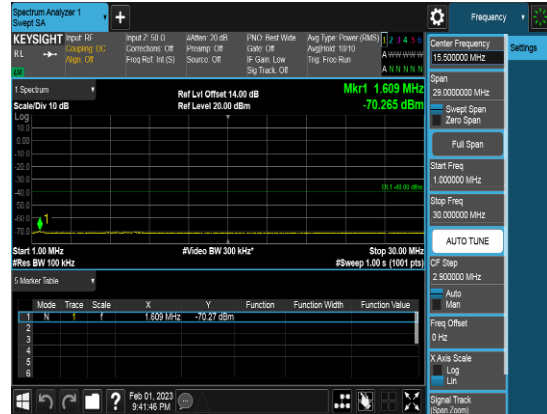 Spectrum Analyzer 1
Swept SA
Frequency
KEYSIGHT
RL
Input: RF
Coupling: DC
Align: Off
Input Z: 50 Ω
Corrections: Off
Freq Ref: Int (S)
#Atten: 20 dB
Preamp: Off
Source: Off
PNO: Best Wide
Gate: Off
IF Gain: Low
Sig Track: Off
Avg Type: Power (RMS)
Avg|Hold: 10/10
Trig: Free Run
1 2 3 4 5 6
A W W W W W
A N N N N N
1 Spectrum
Scale/Div 10 dB
Ref Lvl Offset 14.00 dB
Ref Level 20.00 dBm
Mkr1 1.609 MHz
-70.265 dBm
Log
10.0
0.00
-10.0
-20.0
-30.0
-40.0
-50.0
-60.0
-70.0
DL1 -40.00 dBm
1
Start 1.00 MHz
#Res BW 100 kHz
#Video BW 300 kHz*
Stop 30.00 MHz
#Sweep 1.00 s (1001 pts)
5 Marker Table
Mode Trace Scale X Y Function Function Width Function Value
1 N 1 f 1.609 MHz -70.27 dBm
2
3
4
5
6
Feb 01, 2023
9:41:46 PM
Center Frequency
15.500000 MHz
Settings
Span
29.0000000 MHz
Swept Span
Zero Span
Full Span
Start Freq
1.000000 MHz
Stop Freq
30.000000 MHz
AUTO TUNE
CF Step
2.900000 MHz
Auto
Man
Freq Offset
0 Hz
X Axis Scale
Log
Lin
Signal Track
(Span Zoom)